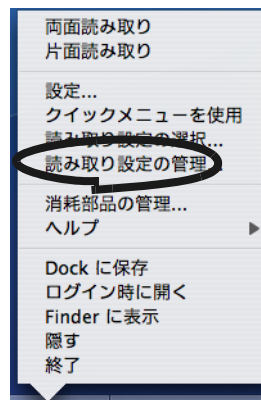 両面読み取り
片面読み取り
設定...
クイックメニューを使用
読み取り設定の選択...
読み取り設定の管理...
消耗部品の管理...
ヘルプ
Dock に保存
ログイン時に開く
Finder に表示
隠す
終了